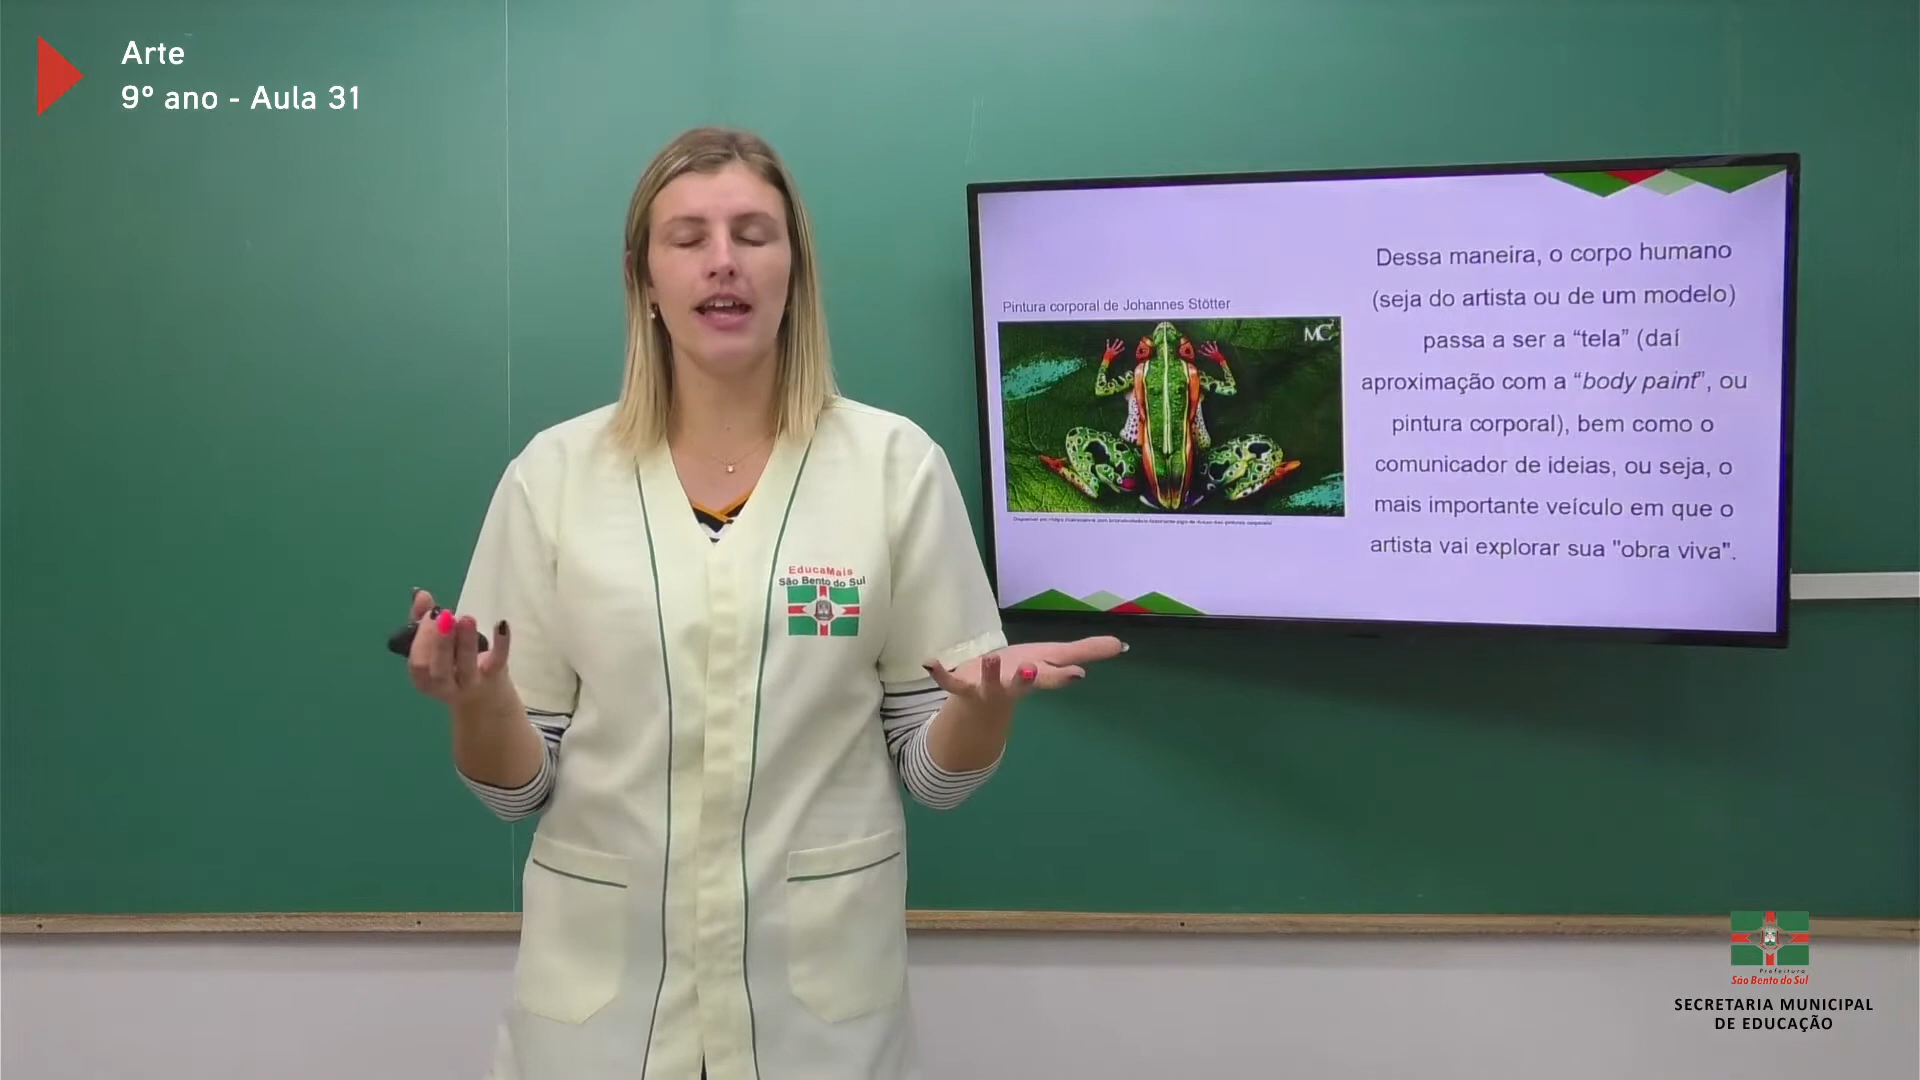 Arte
9º ano - Aula 31
Pintura corporal de Johannes Stötter
MC
Dessa maneira, o corpo humano
(seja do artista ou de um modelo)
passa a ser a “tela” (daí
aproximação com a “body paint”, ou
pintura corporal), bem como o
comunicador de ideias, ou seja, o
mais importante veículo em que o
artista vai explorar sua "obra viva".
EducaMais
São Bento do Sul
Prefeitura
São Bento do Sul
SECRETARIA MUNICIPAL
DE EDUCAÇÃO